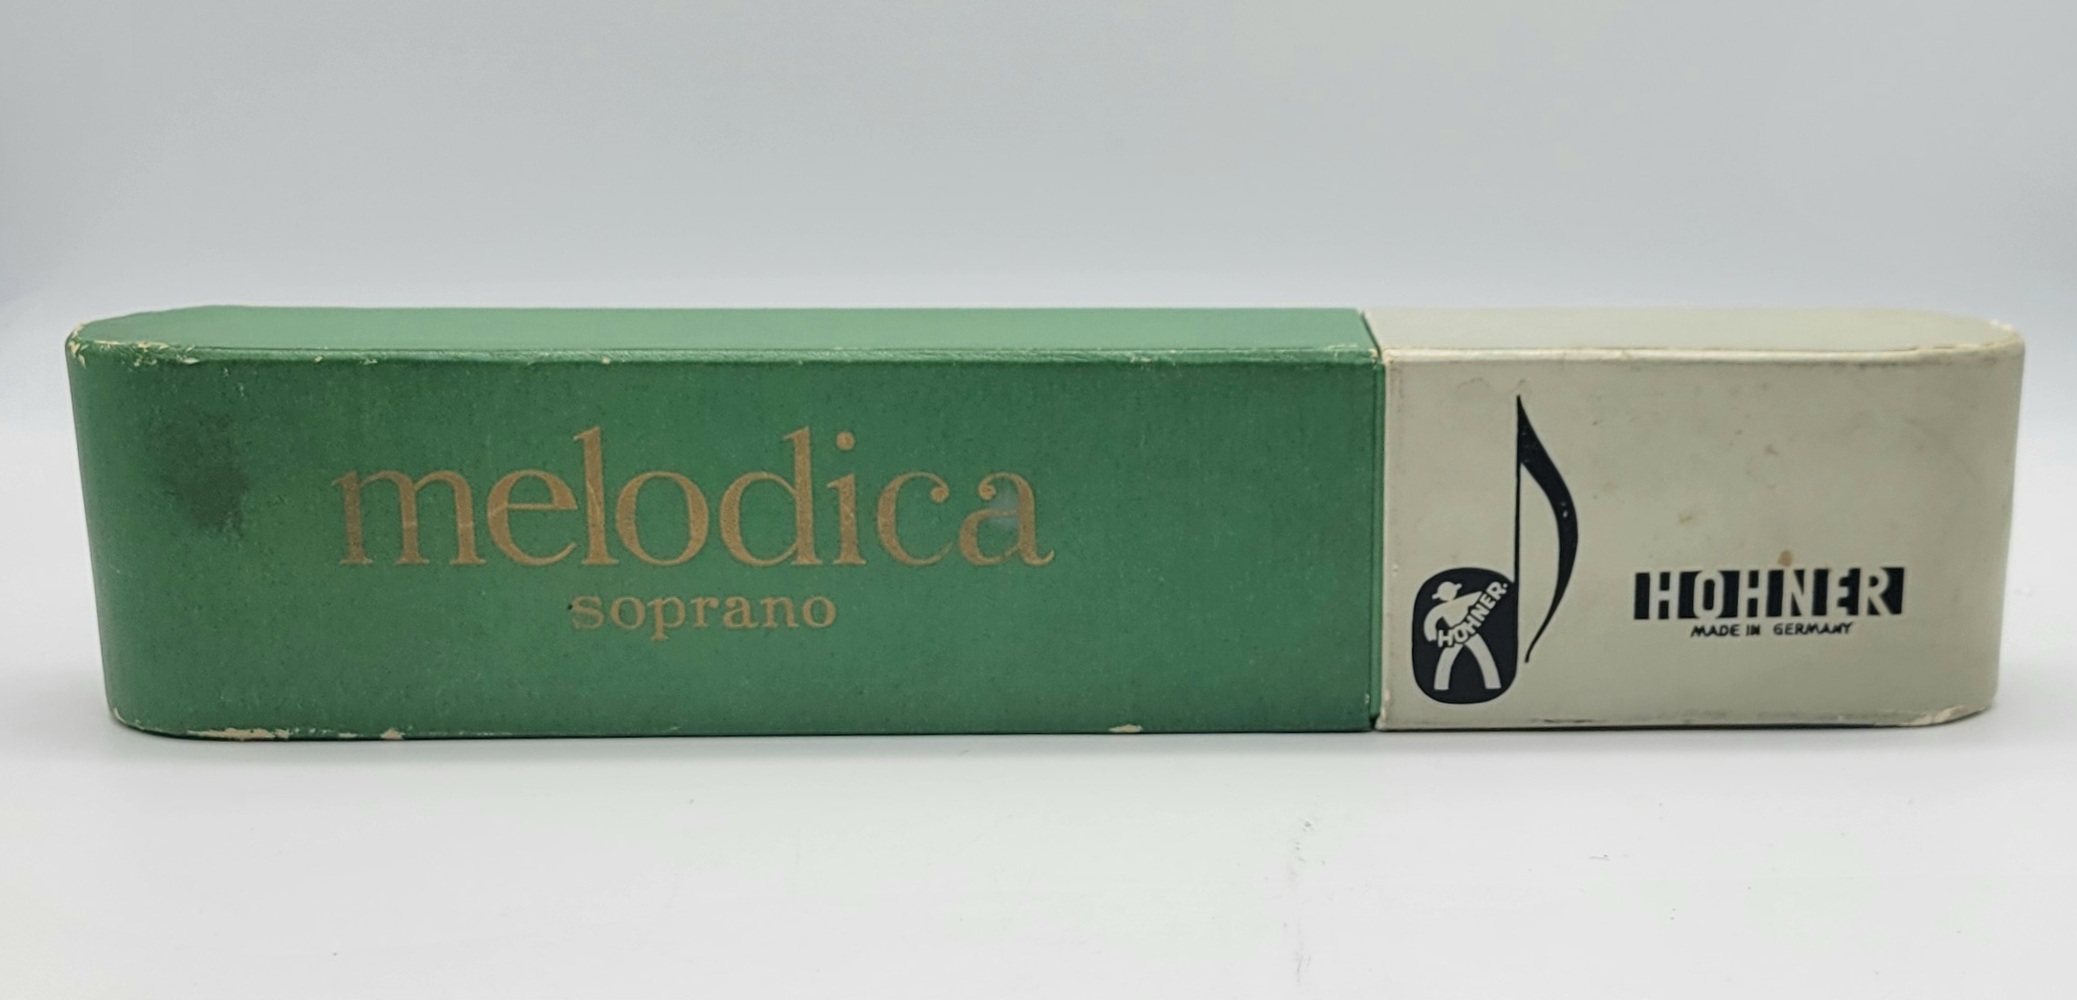 melodica
soprano
HOHNER.
HOHNER
MADE IN GERMANY